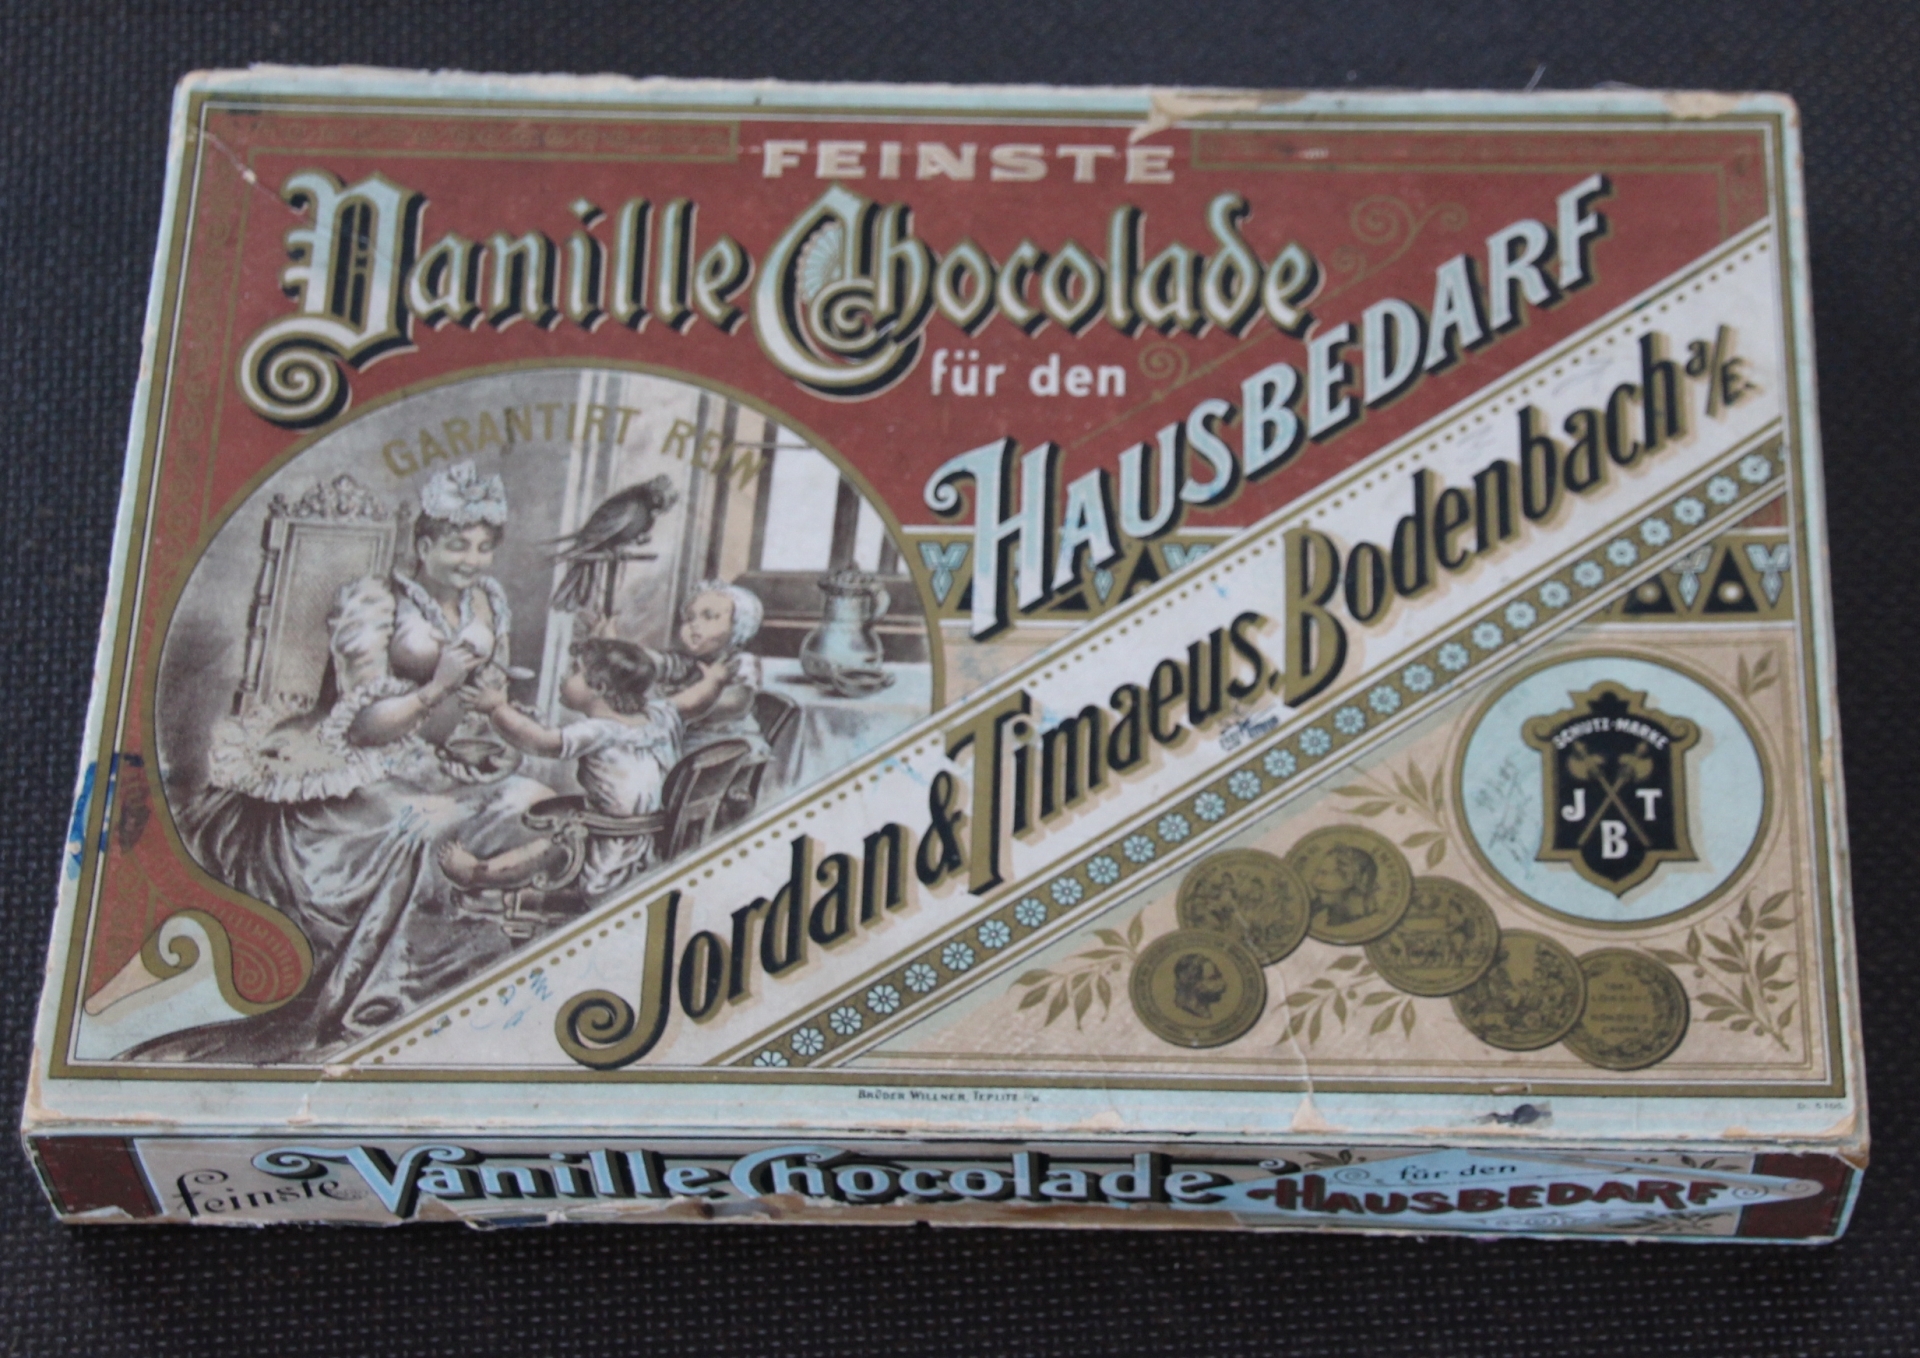 FEINSTE
Vanille Chocolade
für den
HAUSBEDARF
GARANTIRT REIN
Jordan & Timaeus. Bodenbach a/E.
SCHUTZ-MARKE
J T
B
BRÜDER WILLNER, TEPLITZ
feinste Vanille Chocolade für den
HAUSBEDARF